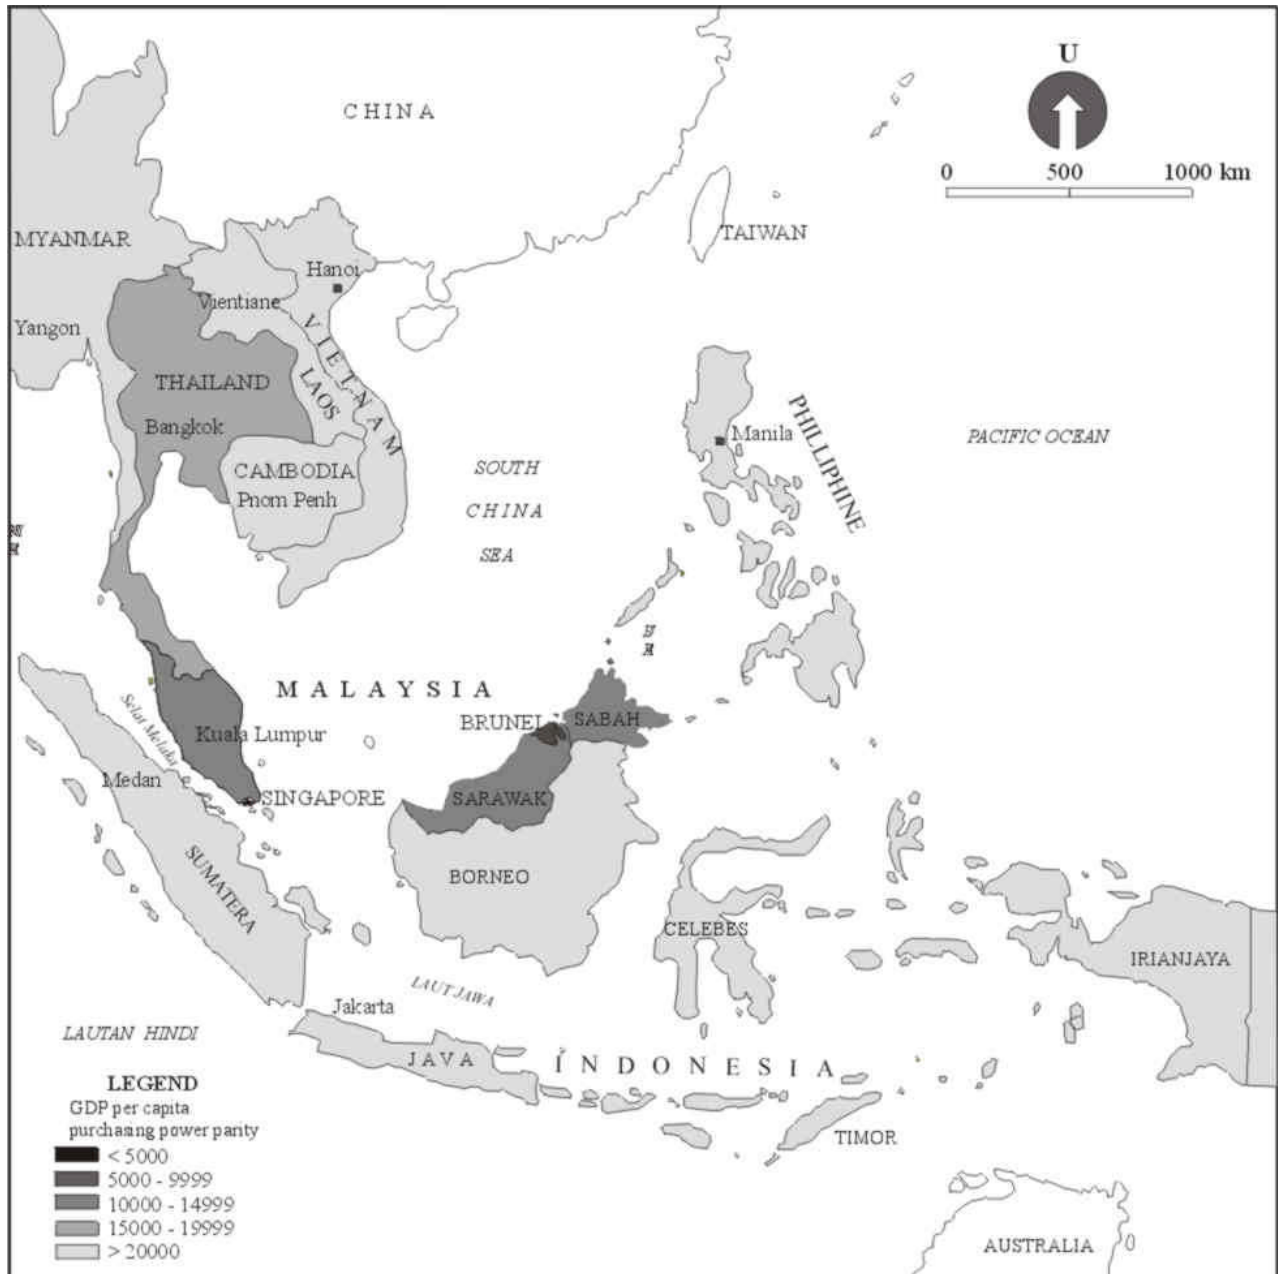 U
0 500 1000 km
CHINA
TAIWAN
MYANMAR
Hanoi
Vientiane
Yangon
VIETNAM
THAILAND
LAOS
Bangkok
PHILLIPHINE
Manila
PACIFIC OCEAN
CAMBODIA
Pnom Penh
SOUTH
CHINA
SEA
MALAYSIA
BRUNEI
SABAH
Selat Melaka
Kuala Lumpur
Medan
SINGAPORE
SARAWAK
SUMATERA
BORNEO
CELEBES
IRIANJAYA
LAUT JAWA
Jakarta
LAUTAN HINDI
JAVA
INDONESIA
TIMOR
AUSTRALIA
LEGEND
GDP per capita
purchasing power parity
< 5000
5000 - 9999
10000 - 14999
15000 - 19999
> 20000